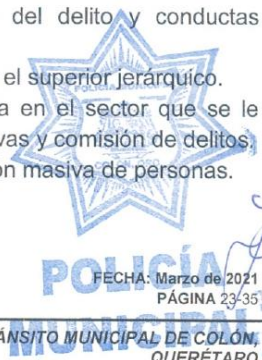 del delito y conductas
el superior jerárquico.
a en el sector que se le
vas y comisión de delitos.
ón masiva de personas.
POLICÍA
FECHA: Marzo de 2021
PÁGINA 23-35
MUNICIPAL
ÁNSITO MUNICIPAL DE COLÓN,
QUERÉTARO